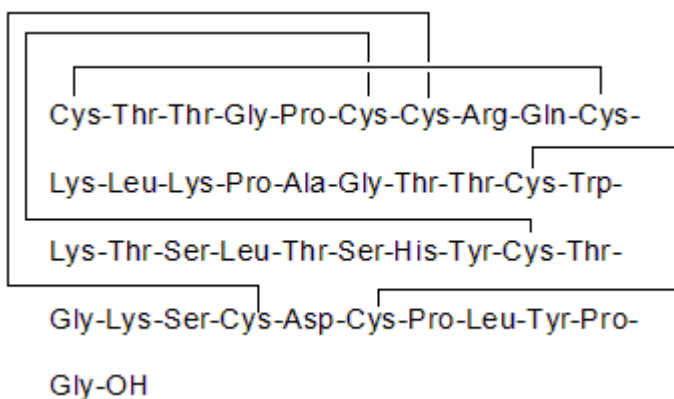 Cys-Thr-Thr-Gly-Pro-Cys-Cys-Arg-Gln-Cys-
Lys-Leu-Lys-Pro-Ala-Gly-Thr-Thr-Cys-Trp-
Lys-Thr-Ser-Leu-Thr-Ser-His-Tyr-Cys-Thr-
Gly-Lys-Ser-Cys-Asp-Cys-Pro-Leu-Tyr-Pro-
Gly-OH